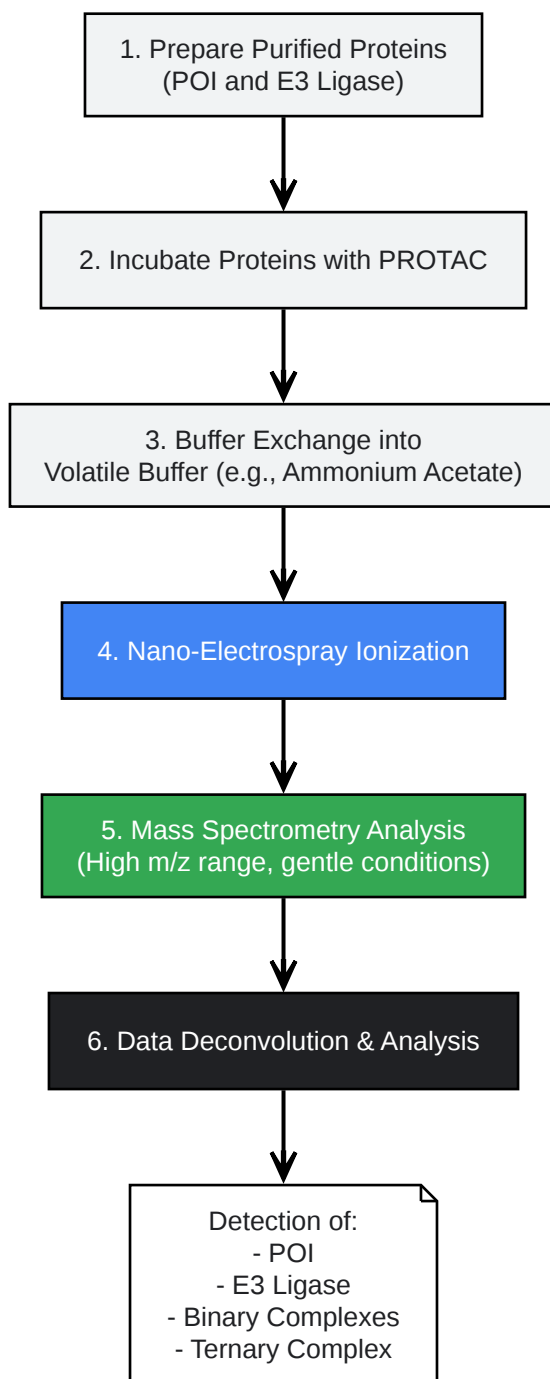 1. Prepare Purified Proteins
(POI and E3 Ligase)
2. Incubate Proteins with PROTAC
3. Buffer Exchange into
Volatile Buffer (e.g., Ammonium Acetate)
4. Nano-Electrospray Ionization
5. Mass Spectrometry Analysis
(High m/z range, gentle conditions)
6. Data Deconvolution & Analysis
Detection of:
- POI
- E3 Ligase
- Binary Complexes
- Ternary Complex